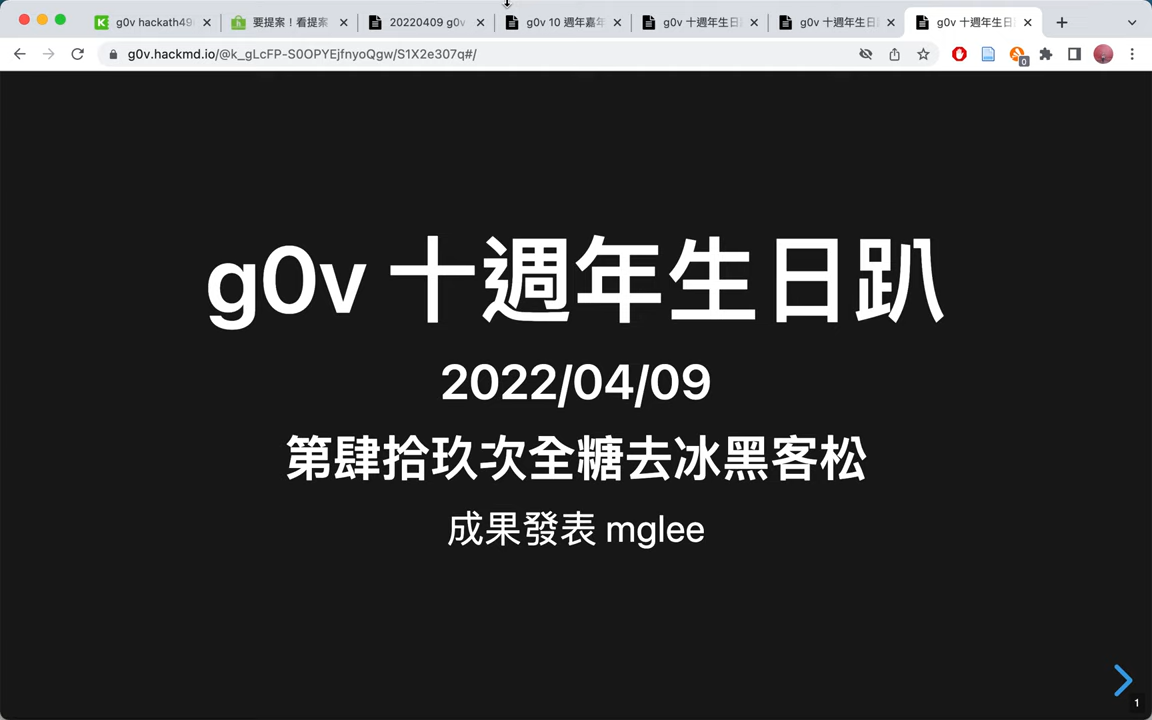 g0v hackath49
要提案！看提案
20220409 g0v
g0v 10 週年嘉年
g0v 十週年生日
g0v 十週年生日
g0v 十週年生日
g0v.hackmd.io/@k_gLcFP-S0OPYEjfnyoQgw/S1X2e307q#/
0
g0v 十週年生日趴
2022/04/09
第肆拾玖次全糖去冰黑客松
成果發表 mglee
1